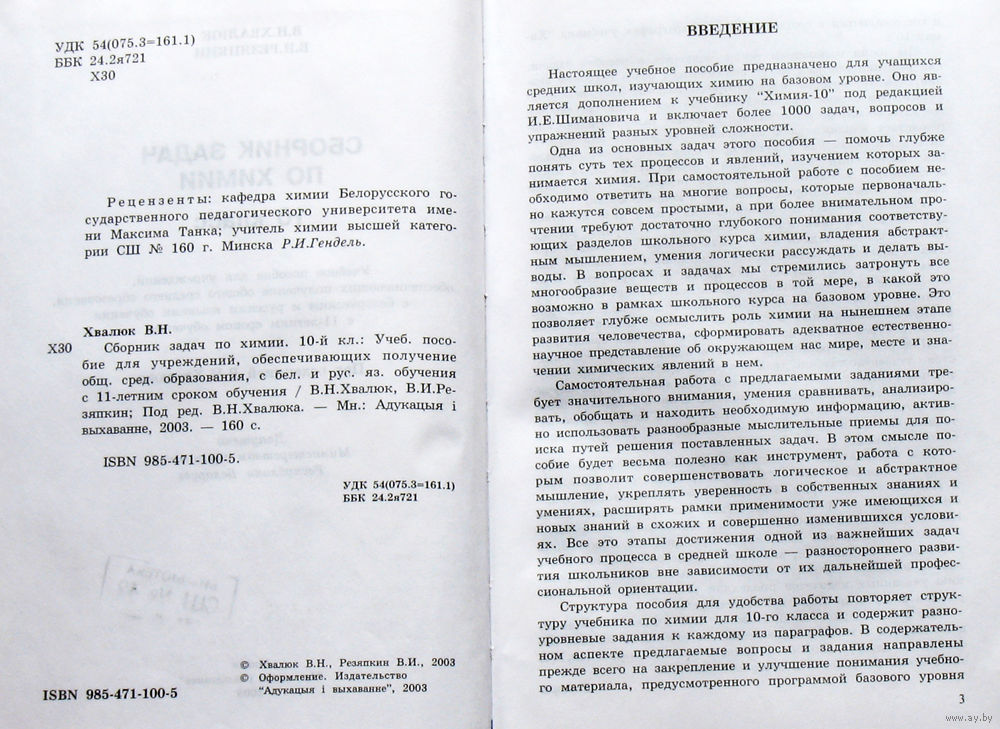 УДК 54(075.3=161.1)
ББК 24.2я721
Х30
Рецензенты: кафедра химии Белорусского го-
сударственного педагогического университета име-
ни Максима Танка; учитель химии высшей катего-
рии СШ № 160 г. Минска Р.И.Гендель.
Хвалюк В.Н.
Х30 Сборник задач по химии. 10-й кл.: Учеб. посо-
бие для учреждений, обеспечивающих получение
общ. сред. образования, с бел. и рус. яз. обучения
с 11-летним сроком обучения / В.Н.Хвалюк, В.И.Ре-
зяпкин; Под ред. В.Н.Хвалюка. — Мн.: Адукацыя і
выхаванне, 2003. — 160 с.
ISBN 985-471-100-5.
УДК 54(075.3=161.1)
ББК 24.2я721
ISBN 985-471-100-5
© Хвалюк В.Н., Резяпкин В.И., 2003
© Оформление. Издательство
“Адукацыя і выхаванне”, 2003
ВВЕДЕНИЕ
Настоящее учебное пособие предназначено для учащихся
средних школ, изучающих химию на базовом уровне. Оно яв-
ляется дополнением к учебнику “Химия-10” под редакцией
И.Е.Шимановича и включает более 1000 задач, вопросов и
упражнений разных уровней сложности.
Одна из основных задач этого пособия — помочь глубже
понять суть тех процессов и явлений, изучением которых за-
нимается химия. При самостоятельной работе с пособием не-
обходимо ответить на многие вопросы, которые первоначаль-
но кажутся совсем простыми, а при более внимательном про-
чтении требуют достаточно глубокого понимания соответству-
ющих разделов школьного курса химии, владения абстракт-
ным мышлением, умения логически рассуждать и делать вы-
воды. В вопросах и задачах мы стремились затронуть все
многообразие веществ и процессов в той мере, в какой это
возможно в рамках школьного курса на базовом уровне. Это
позволяет глубже осмыслить роль химии на нынешнем этапе
развития человечества, сформировать адекватное естественно-
научное представление об окружающем нас мире, месте и зна-
чении химических явлений в нем.
Самостоятельная работа с предлагаемыми заданиями тре-
бует значительного внимания, умения сравнивать, анализиро-
вать, обобщать и находить необходимую информацию, актив-
но использовать разнообразные мыслительные приемы для по-
иска путей решения поставленных задач. В этом смысле по-
собие будет весьма полезно как инструмент, работа с кото-
рым позволит совершенствовать логическое и абстрактное
мышление, укреплять уверенность в собственных знаниях и
умениях, расширять рамки применимости уже имеющихся и
новых знаний в схожих и совершенно изменившихся услови-
ях. Все это этапы достижения одной из важнейших задач
учебного процесса в средней школе — разностороннего разви-
тия школьников вне зависимости от их дальнейшей профес-
сиональной ориентации.
Структура пособия для удобства работы повторяет струк-
туру учебника по химии для 10-го класса и содержит разно-
уровневые задания к каждому из параграфов. В содержатель-
ном аспекте предлагаемые вопросы и задания направлены
прежде всего на закрепление и улучшение понимания учебно-
го материала, предусмотренного программой базового уровня
3
www.ay.by